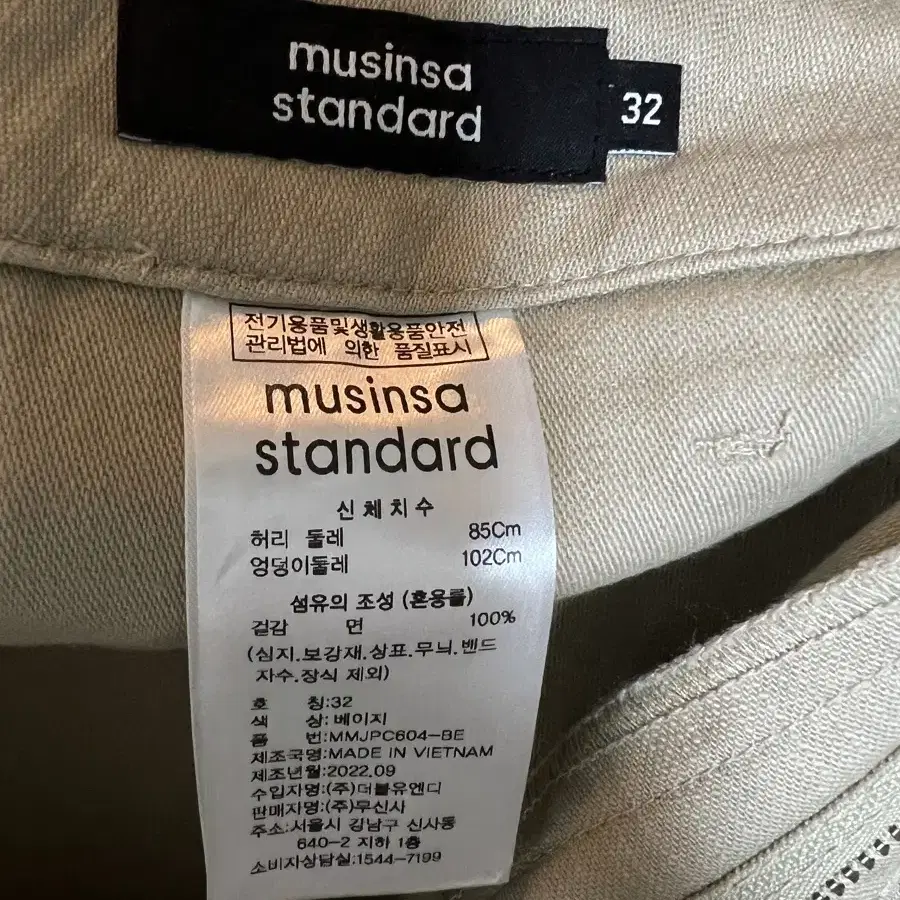 musinsa
standard
32
전기용품및생활용품안전
관리법에 의한 품질표시
musinsa
standard
신체치수
허리 둘레 85Cm
엉덩이둘레 102Cm
섬유의 조성 (혼용률)
겉감 면 100%
(심지.보강재.상표.무늬.밴드
자수.장식 제외)
호 칭:32
색 상:베이지
품 번:MMJPC604-BE
제조국명:MADE IN VIETNAM
제조년월:2022.09
수입자명:(주)더블유엔디
판매자명:(주)무신사
주소:서울시 강남구 신사동
640-2 지하 1층
소비자상담실:1544-7199